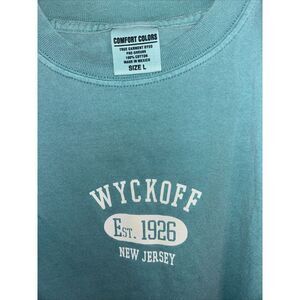 COMFORT COLORS
TRUE GARMENT DYED
PRE-SHRUNK
100% COTTON
MADE IN MEXICO
SIZE L
WYCKOFF
EST. 1926
NEW JERSEY